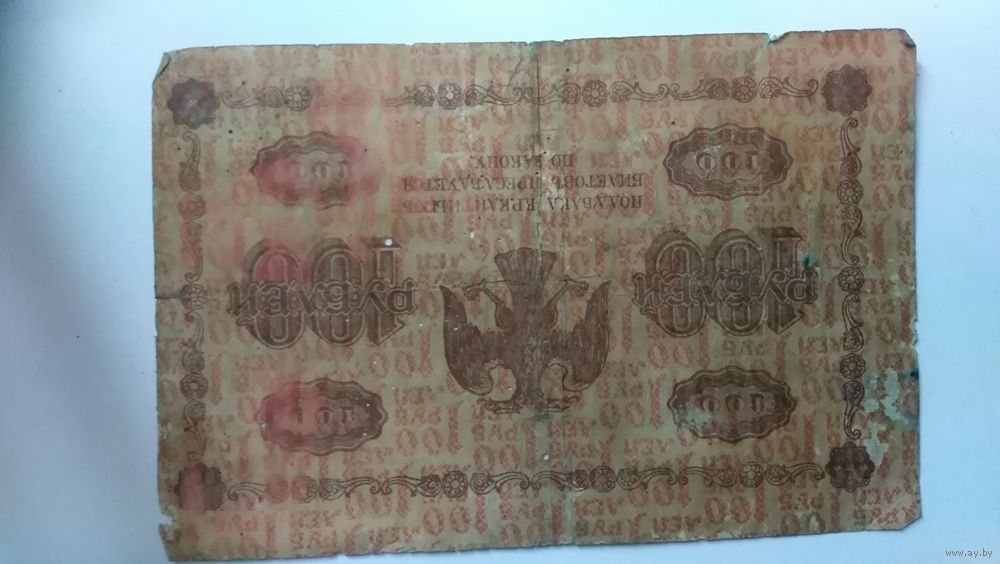 100
100
100
РУБЛЕЙ
100
РУБЛЕЙ
ПОДДѢЛКА КРЕДИТНЫХЪ
БИЛЕТОВЪ ПРЕСЛѢДУЕТСЯ
ПО ЗАКОНУ.
100
100
www.ay.by